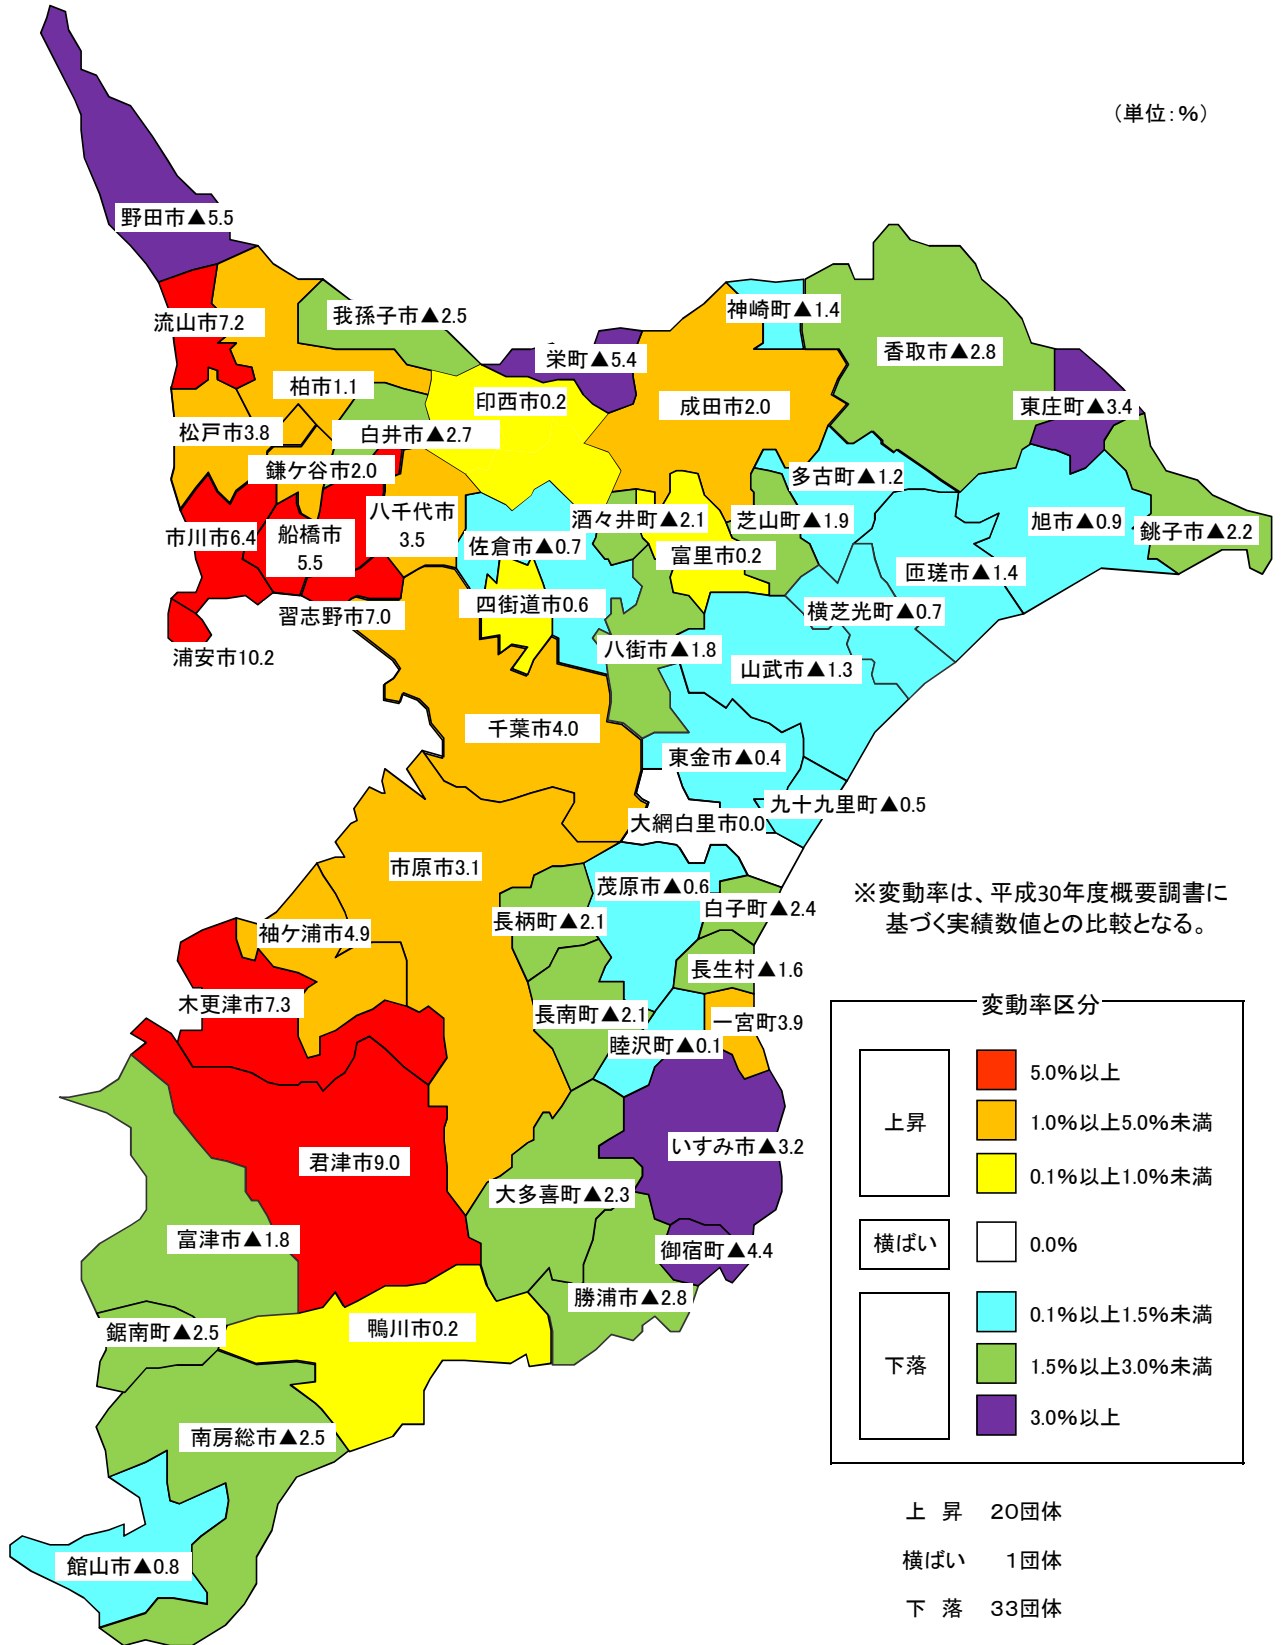 (単位:%)
野田市▲5.5
流山市7.2
我孫子市▲2.5
神崎町▲1.4
香取市▲2.8
栄町▲5.4
柏市1.1
印西市0.2
成田市2.0
東庄町▲3.4
松戸市3.8
白井市▲2.7
鎌ケ谷市2.0
多古町▲1.2
市川市6.4
船橋市
5.5
八千代市
3.5
佐倉市▲0.7
酒々井町▲2.1
芝山町▲1.9
旭市▲0.9
銚子市▲2.2
富里市0.2
匝瑳市▲1.4
習志野市7.0
四街道市0.6
横芝光町▲0.7
浦安市10.2
八街市▲1.8
山武市▲1.3
千葉市4.0
東金市▲0.4
九十九里町▲0.5
大網白里市0.0
市原市3.1
茂原市▲0.6
※変動率は、平成30年度概要調書に
基づく実績数値との比較となる。
白子町▲2.4
長柄町▲2.1
袖ケ浦市4.9
長生村▲1.6
木更津市7.3
長南町▲2.1
一宮町3.9
睦沢町▲0.1
いすみ市▲3.2
君津市9.0
大多喜町▲2.3
富津市▲1.8
御宿町▲4.4
勝浦市▲2.8
鋸南町▲2.5
鴨川市0.2
南房総市▲2.5
館山市▲0.8
変動率区分
上昇
5.0%以上
1.0%以上5.0%未満
0.1%以上1.0%未満
横ばい
0.0%
下落
0.1%以上1.5%未満
1.5%以上3.0%未満
3.0%以上
上 昇 20団体
横ばい 1団体
下 落 33団体